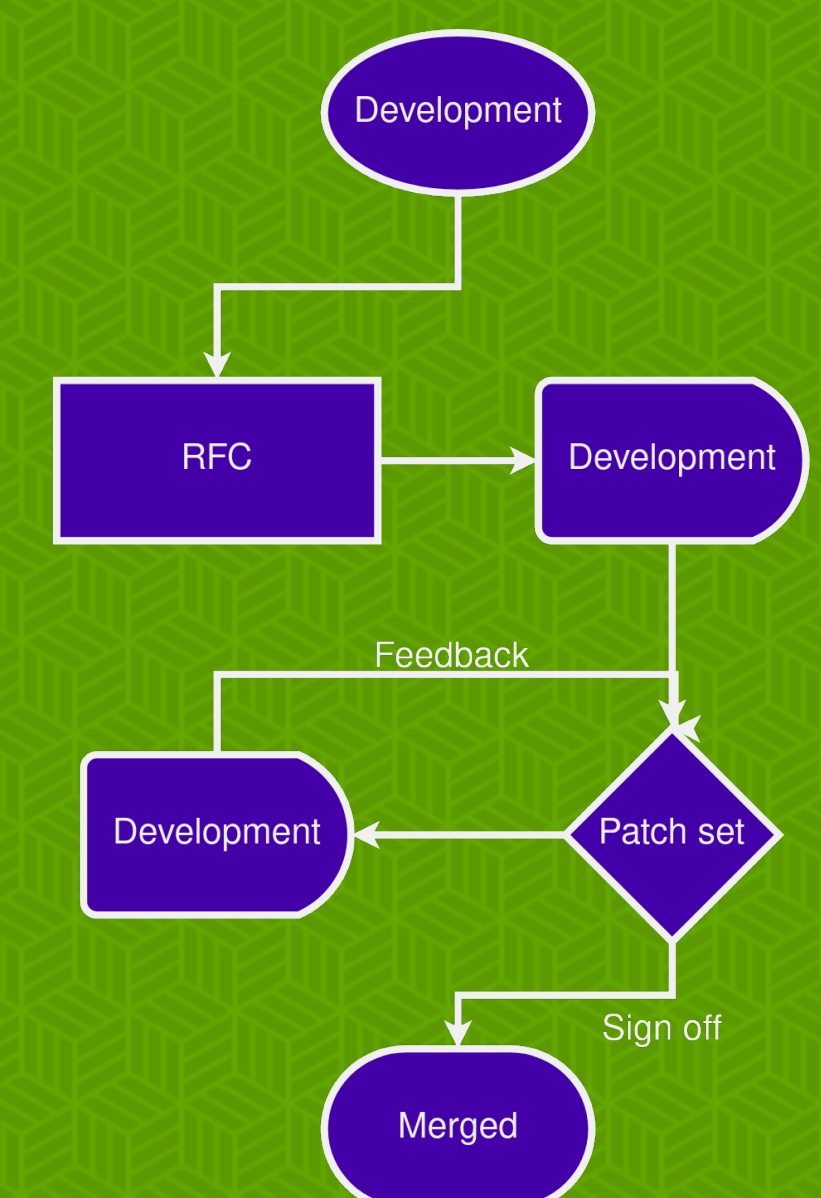 Development
RFC
Development
Feedback
Development
Patch set
Sign off
Merged